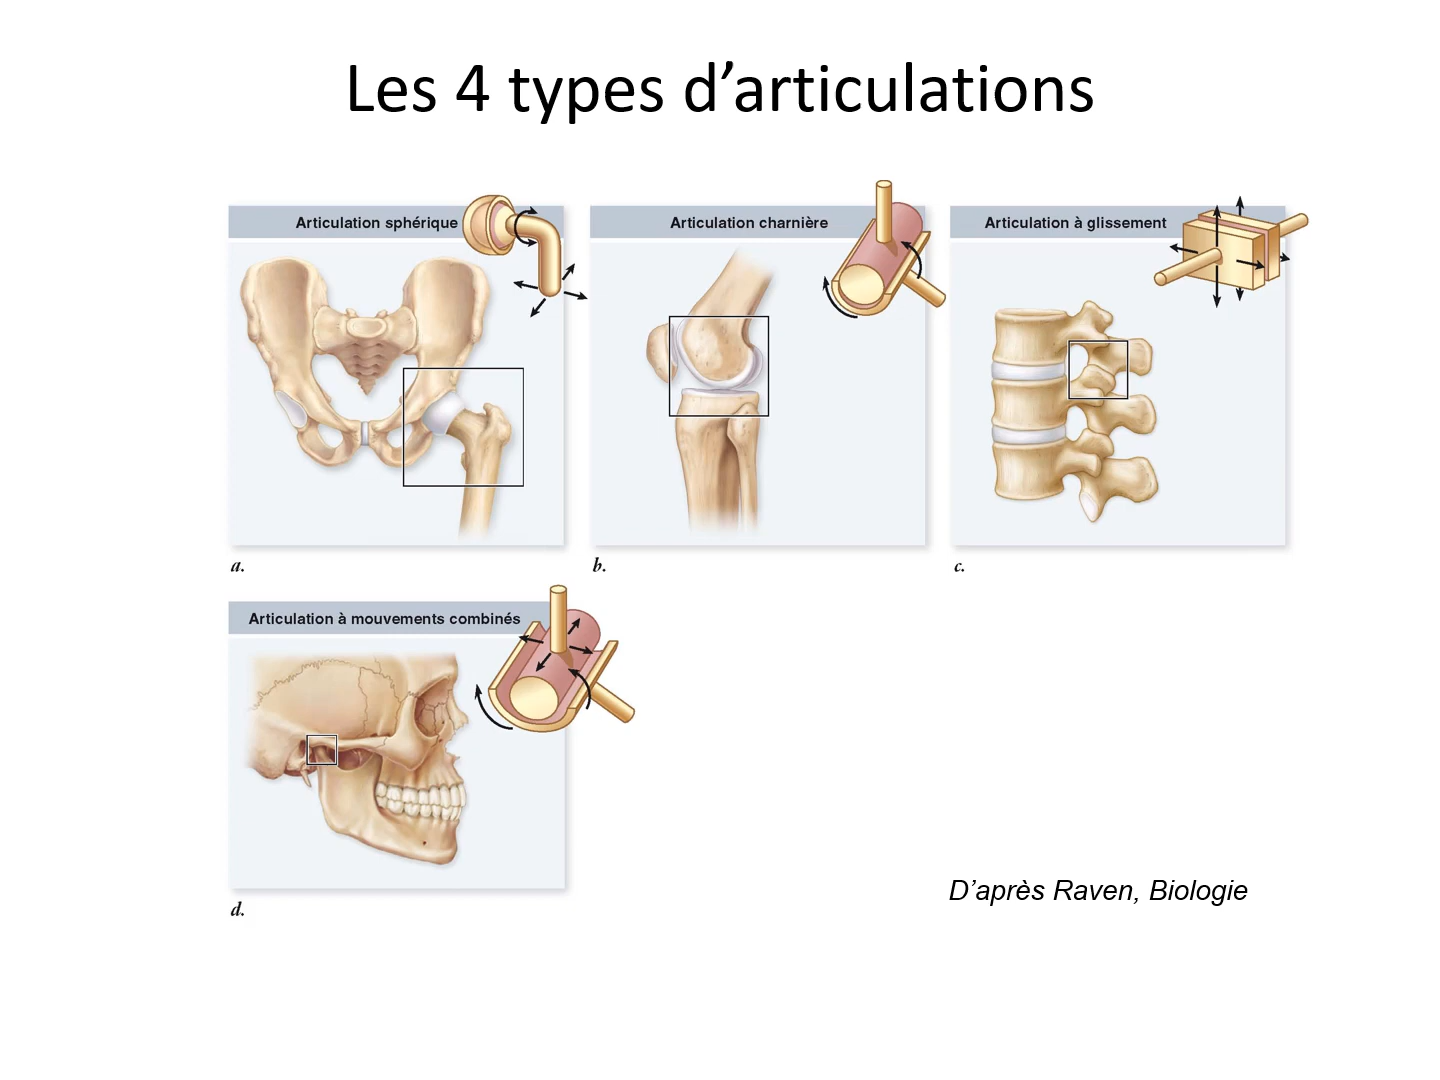 Les 4 types d’articulations
Articulation sphérique
Articulation charnière
Articulation à glissement
a.
b.
c.
Articulation à mouvements combinés
d.
D’après Raven, Biologie